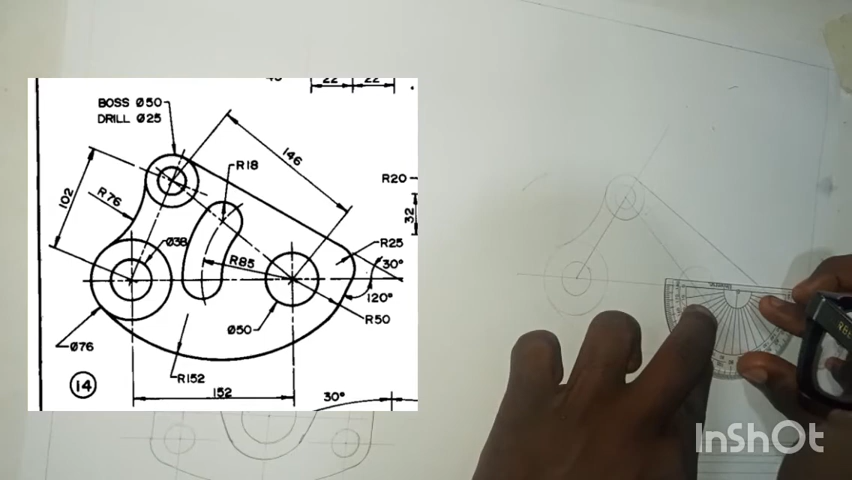 22 22
BOSS Ø50
DRILL Ø25
146
R18
R20
102
R76
32
Ø38
R85
R25
30°
120°
Ø50
R50
Ø76
R152
14
152
30°
InShOt